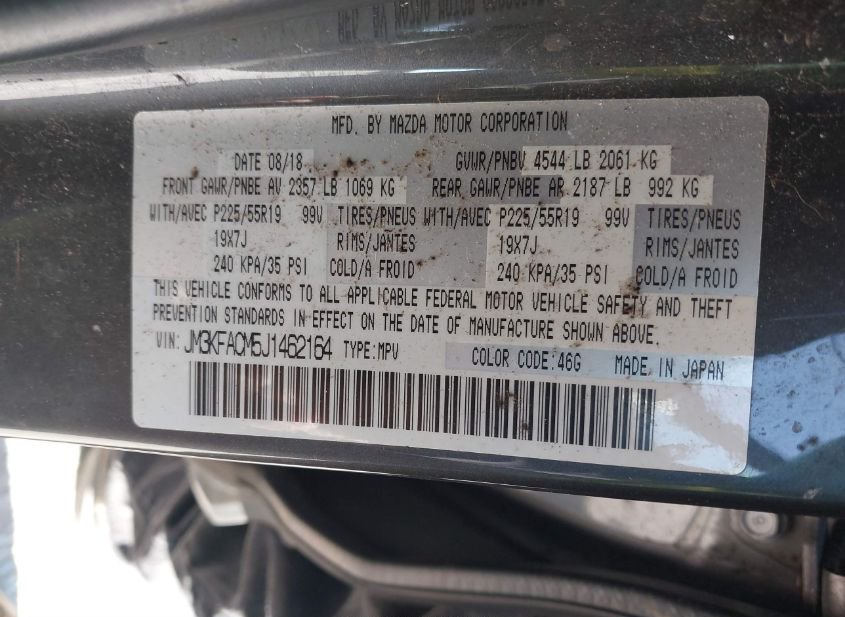 MFD. BY MAZDA MOTOR CORPORATION
DATE 08/18 GVWR/PNBV 4544 LB 2061 KG
FRONT GAWR/PNBE AV 2357 LB 1069 KG REAR GAWR/PNBE AR 2187 LB 992 KG
WITH/AVEC P225/55R19 99V TIRES/PNEUS WITH/AVEC P225/55R19 99V TIRES/PNEUS
19X7J RIMS/JANTES 19X7J RIMS/JANTES
240 KPA/35 PSI COLD/A FROID 240 KPA/35 PSI COLD/A FROID
THIS VEHICLE CONFORMS TO ALL APPLICABLE FEDERAL MOTOR VEHICLE SAFETY AND THEFT
PREVENTION STANDARDS IN EFFECT ON THE DATE OF MANUFACTURE SHOWN ABOVE.
VIN: JM3KFACM5J1462164 TYPE:MPV COLOR CODE:46G MADE IN JAPAN